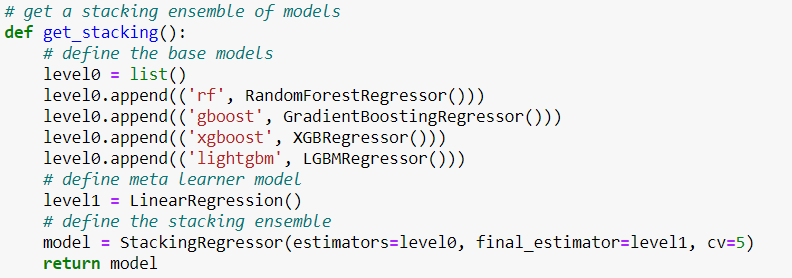 # get a stacking ensemble of models
def get_stacking():
    # define the base models
    level0 = list()
    level0.append(('rf', RandomForestRegressor()))
    level0.append(('gboost', GradientBoostingRegressor()))
    level0.append(('xgboost', XGBRegressor()))
    level0.append(('lightgbm', LGBMRegressor()))
    # define meta learner model
    level1 = LinearRegression()
    # define the stacking ensemble
    model = StackingRegressor(estimators=level0, final_estimator=level1, cv=5)
    return model